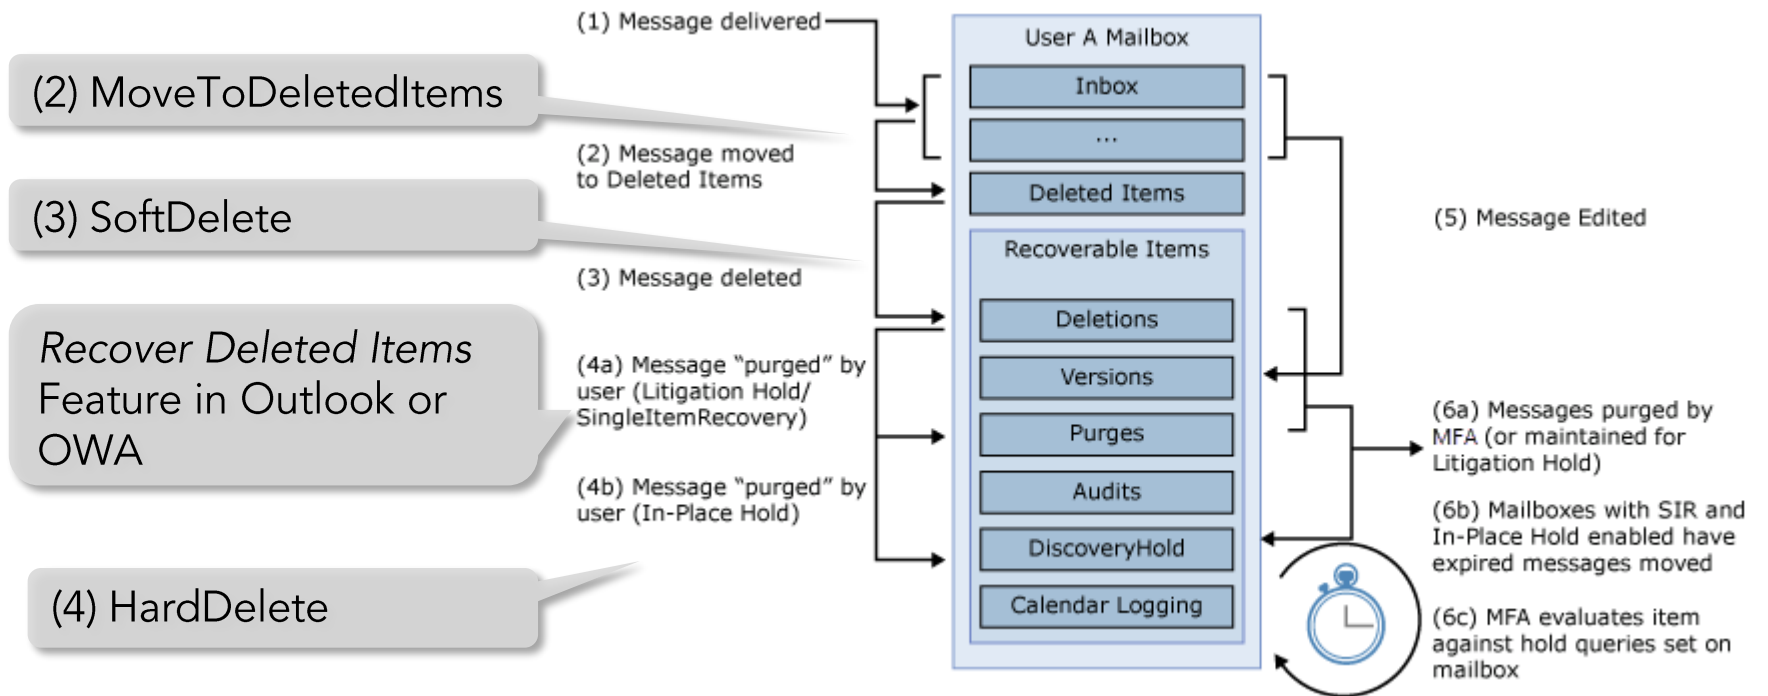 (1) Message delivered
(2) MoveToDeletedItems
(2) Message moved
to Deleted Items
(3) SoftDelete
(3) Message deleted
Recover Deleted Items
Feature in Outlook or
OWA
(4a) Message “purged” by
user (Litigation Hold/
SingleItemRecovery)
(4b) Message “purged” by
user (In-Place Hold)
(4) HardDelete
User A Mailbox
Inbox
...
Deleted Items
Recoverable Items
Deletions
Versions
Purges
Audits
DiscoveryHold
Calendar Logging
(5) Message Edited
(6a) Messages purged by
MFA (or maintained for
Litigation Hold)
(6b) Mailboxes with SIR and
In-Place Hold enabled have
expired messages moved
(6c) MFA evaluates item
against hold queries set on
mailbox